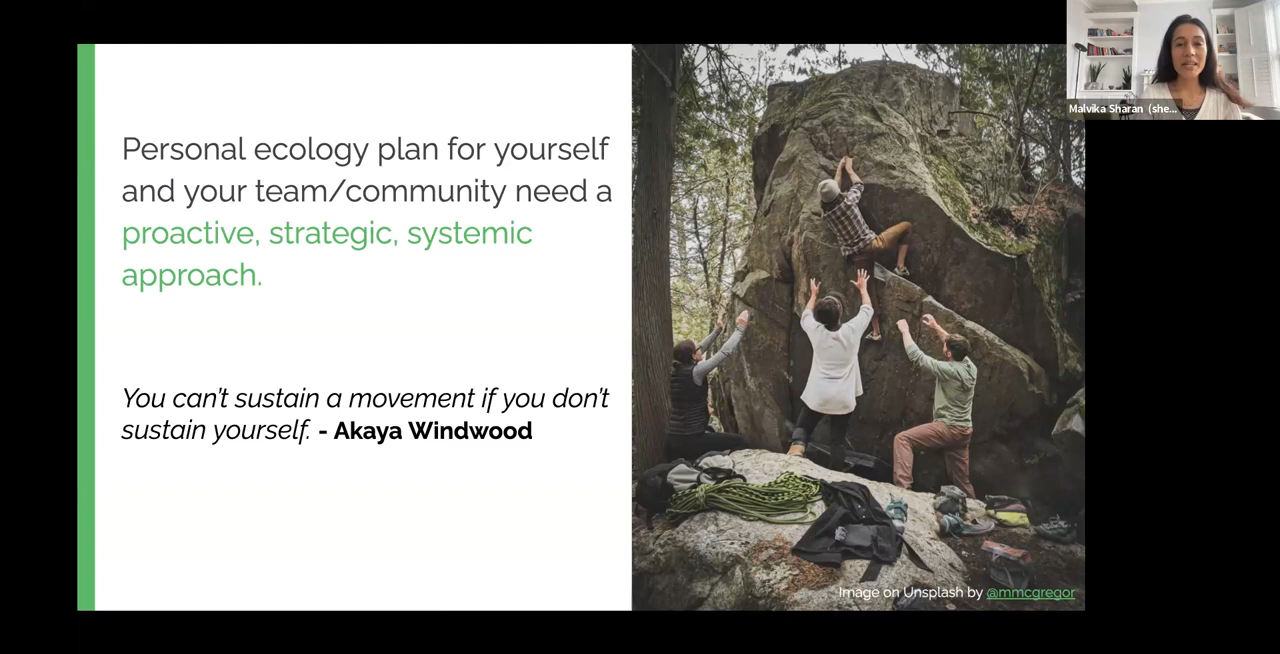 Malvika Sharan (she...
Personal ecology plan for yourself
and your team/community need a
proactive, strategic, systemic
approach.
You can't sustain a movement if you don't
sustain yourself. - Akaya Windwood
Image on Unsplash by @mmcgregor